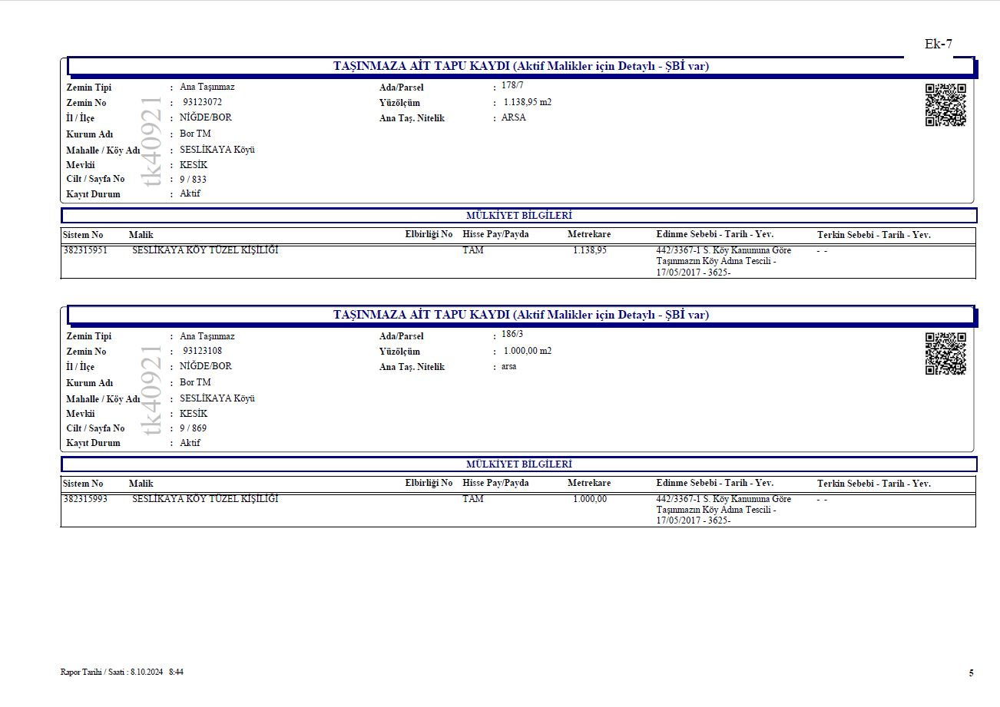 Ek-7
TAŞINMAZA AİT TAPU KAYDI (Aktif Malikler için Detaylı - ŞBİ var)
Zemin Tipi : Ana Taşınmaz Ada/Parsel : 178/7
Zemin No : 93123072 Yüzölçüm : 1.138,95 m2
İl / İlçe : NİĞDE/BOR Ana Taş. Nitelik : ARSA
Kurum Adı : Bor TM
Mahalle / Köy Adı : SESLİKAYA Köyü
Mevkii : KESİK
Cilt / Sayfa No : 9 / 833
Kayıt Durum : Aktif
tk40921
MÜLKİYET BİLGİLERİ
Sistem No Malik Elbirliği No Hisse Pay/Payda Metrekare Edinme Sebebi - Tarih - Yev. Terkin Sebebi - Tarih - Yev.
382315951 SESLİKAYA KÖY TÜZEL KİŞİLİĞİ TAM 1.138,95 442/3367-1 S. Köy Kanununa Göre - -
Taşınmazın Köy Adına Tescili -
17/05/2017 - 3625-
TAŞINMAZA AİT TAPU KAYDI (Aktif Malikler için Detaylı - ŞBİ var)
Zemin Tipi : Ana Taşınmaz Ada/Parsel : 186/3
Zemin No : 93123108 Yüzölçüm : 1.000,00 m2
İl / İlçe : NİĞDE/BOR Ana Taş. Nitelik : arsa
Kurum Adı : Bor TM
Mahalle / Köy Adı : SESLİKAYA Köyü
Mevkii : KESİK
Cilt / Sayfa No : 9 / 869
Kayıt Durum : Aktif
tk40921
MÜLKİYET BİLGİLERİ
Sistem No Malik Elbirliği No Hisse Pay/Payda Metrekare Edinme Sebebi - Tarih - Yev. Terkin Sebebi - Tarih - Yev.
382315993 SESLİKAYA KÖY TÜZEL KİŞİLİĞİ TAM 1.000,00 442/3367-1 S. Köy Kanununa Göre - -
Taşınmazın Köy Adına Tescili -
17/05/2017 - 3625-
Rapor Tarihi / Saati : 8.10.2024 8:44 5